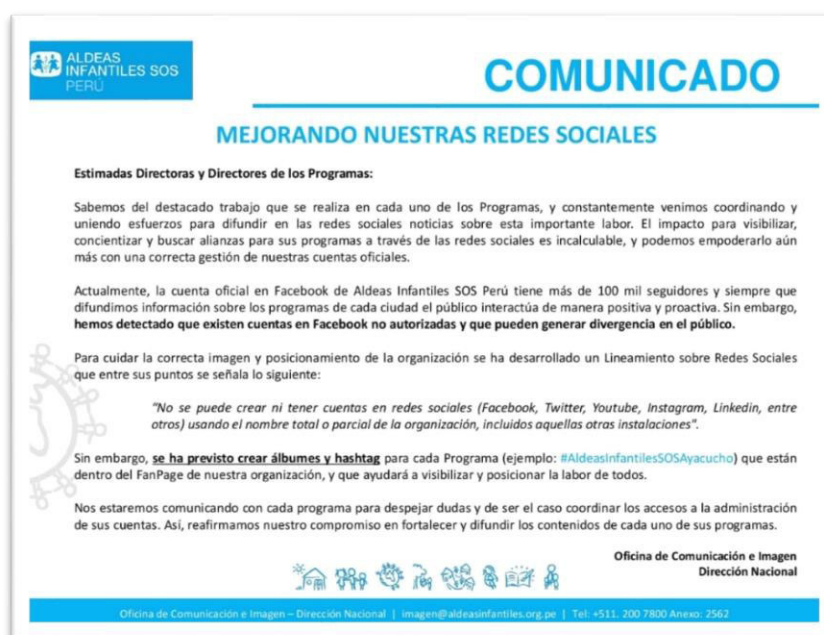 ALDEAS
INFANTILES SOS
PERÚ
COMUNICADO
MEJORANDO NUESTRAS REDES SOCIALES
Estimadas Directoras y Directores de los Programas:
Sabemos del destacado trabajo que se realiza en cada uno de los Programas, y constantemente venimos coordinando y
uniendo esfuerzos para difundir en las redes sociales noticias sobre esta importante labor. El impacto para visibilizar,
concientizar y buscar alianzas para sus programas a través de las redes sociales es incalculable, y podemos empoderarlo aún
más con una correcta gestión de nuestras cuentas oficiales.
Actualmente, la cuenta oficial en Facebook de Aldeas Infantiles SOS Perú tiene más de 100 mil seguidores y siempre que
difundimos información sobre los programas de cada ciudad el público interactúa de manera positiva y proactiva. Sin embargo,
hemos detectado que existen cuentas en Facebook no autorizadas y que pueden generar divergencia en el público.
Para cuidar la correcta imagen y posicionamiento de la organización se ha desarrollado un Lineamiento sobre Redes Sociales
que entre sus puntos se señala lo siguiente:
"No se puede crear ni tener cuentas en redes sociales (Facebook, Twitter, Youtube, Instagram, Linkedin, entre
otros) usando el nombre total o parcial de la organización, incluidos aquellas otras instalaciones".
Sin embargo, se ha previsto crear álbumes y hashtag para cada Programa (ejemplo: #AldeasInfantilesSOSAyacucho) que están
dentro del FanPage de nuestra organización, y que ayudará a visibilizar y posicionar la labor de todos.
Nos estaremos comunicando con cada programa para despejar dudas y de ser el caso coordinar los accesos a la administración
de sus cuentas. Así, reafirmamos nuestro compromiso en fortalecer y difundir los contenidos de cada uno de sus programas.
Oficina de Comunicación e Imagen
Dirección Nacional
Oficina de Comunicación e Imagen – Dirección Nacional | imagen@aldeasinfantiles.org.pe | Tel: +511. 200 7800 Anexo: 2562